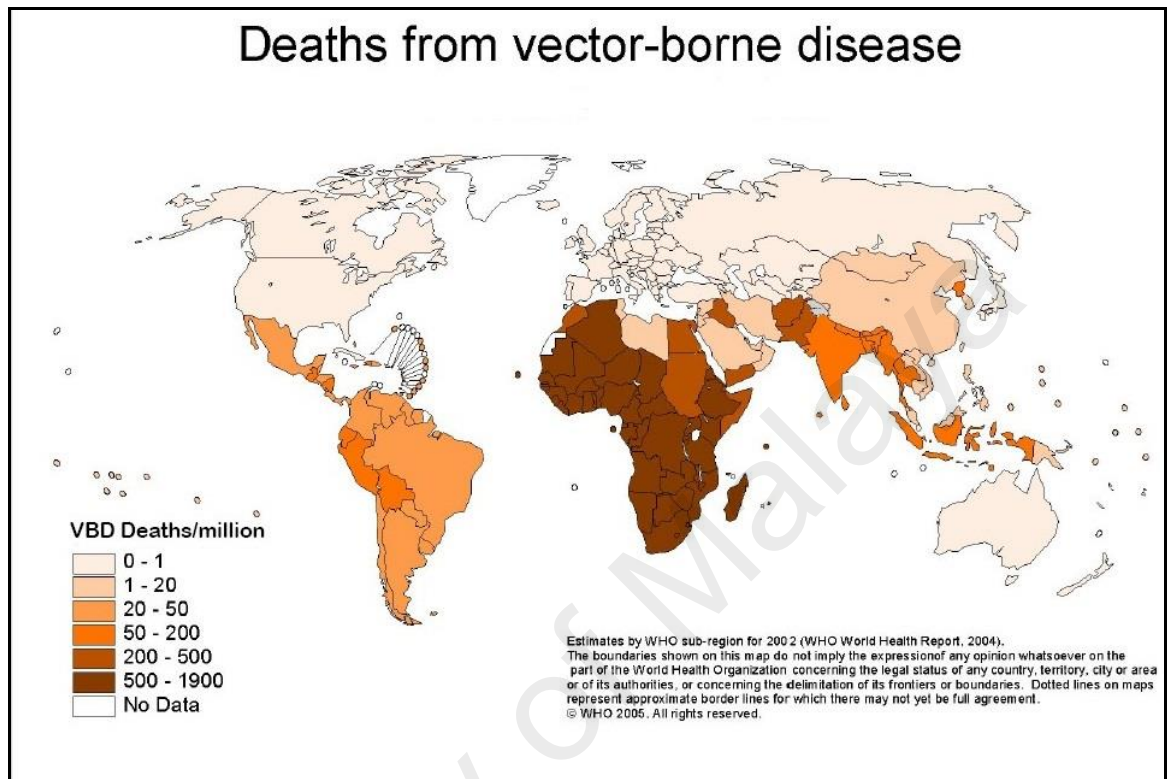 Deaths from vector-borne disease
VBD Deaths/million
0 - 1
1 - 20
20 - 50
50 - 200
200 - 500
500 - 1900
No Data
Estimates by WHO sub-region for 2002 (WHO World Health Report, 2004).
The boundaries shown on this map do not imply the expressionof any opinion whatsoever on the
part of the World Health Organization concerning the legal status of any country, territory, city or area
or of its authorities, or concerning the delimitation of its frontiers or boundaries. Dotted lines on maps
represent approximate border lines for which there may not yet be full agreement.
© WHO 2005. All rights reserved.
y of Malaya